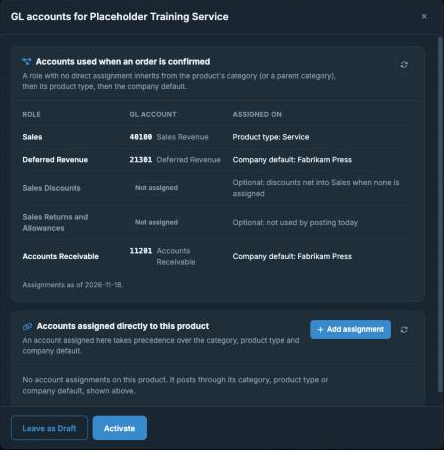 GL accounts for Placeholder Training Service
×
Accounts used when an order is confirmed
A role with no direct assignment inherits from the product's category (or a parent category),
then its product type, then the company default.
ROLE GL ACCOUNT ASSIGNED ON
Sales 40100 Sales Revenue Product type: Service
Deferred Revenue 21301 Deferred Revenue Company default: Fabrikam Press
Sales Discounts Not assigned Optional: discounts net into Sales when none is
assigned
Sales Returns and
Allowances Not assigned Optional: not used by posting today
Accounts Receivable 11201 Accounts
Receivable Company default: Fabrikam Press
Assignments as of 2026-11-18.
Accounts assigned directly to this product
An account assigned here takes precedence over the category, product type and
company default.
+ Add assignment
No account assignments on this product. It posts through its category, product type or
company default, shown above.
Leave as Draft Activate